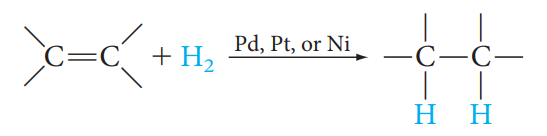 C=C + H₂ Pd, Pt, or Ni —C—C—
H H